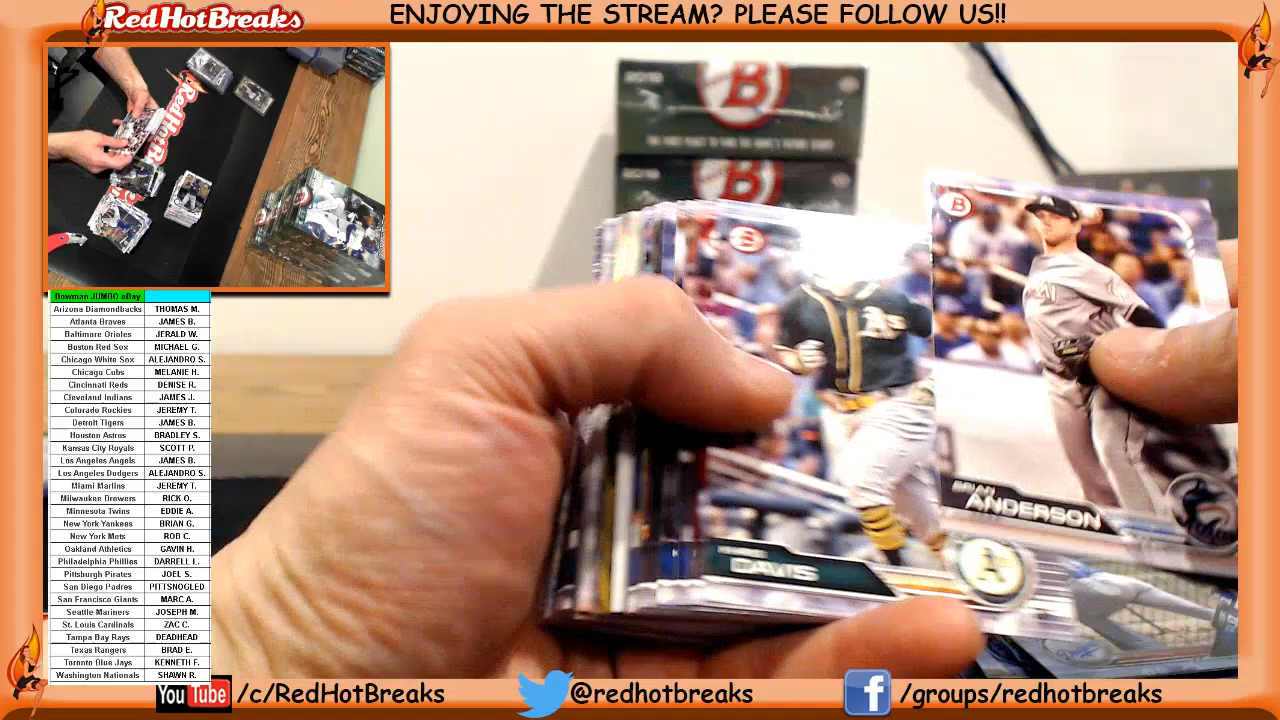 RedHotBreaks
ENJOYING THE STREAM? PLEASE FOLLOW US!!
Bowman JUMBO eBay
Arizona Diamondbacks THOMAS M.
Atlanta Braves JAMES B.
Baltimore Orioles JERALD W.
Boston Red Sox MICHAEL G.
Chicago White Sox ALEJANDRO S.
Chicago Cubs MELANIE H.
Cincinnati Reds DENISE R.
Cleveland Indians JAMES J.
Colorado Rockies JEREMY T.
Detroit Tigers JAMES B.
Houston Astros BRADLEY S.
Kansas City Royals SCOTT P.
Los Angeles Angels JAMES B.
Los Angeles Dodgers ALEJANDRO S.
Miami Marlins JEREMY T.
Milwaukee Brewers RICK O.
Minnesota Twins EDDIE A.
New York Yankees BRIAN G.
New York Mets ROB C.
Oakland Athletics GAVIN H.
Philadelphia Phillies DARRELL L.
Pittsburgh Pirates JOEL S.
San Diego Padres PITTSNOGLED
San Francisco Giants MARC A.
Seattle Mariners JOSEPH M.
St. Louis Cardinals ZAC C.
Tampa Bay Rays DEADHEAD
Texas Rangers BRAD E.
Toronto Blue Jays KENNETH F.
Washington Nationals SHAWN R.
RedHot
B
B
B
B
A's
DAVIS
A's
BRIAN
ANDERSON
YouTube /c/RedHotBreaks
@redhotbreaks
f /groups/redhotbreaks